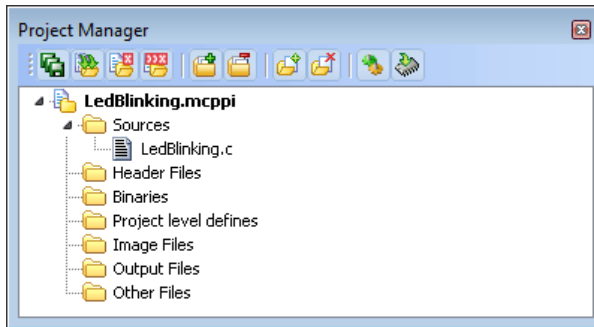 Project Manager
LedBlinking.mcppi
Sources
LedBlinking.c
Header Files
Binaries
Project level defines
Image Files
Output Files
Other Files